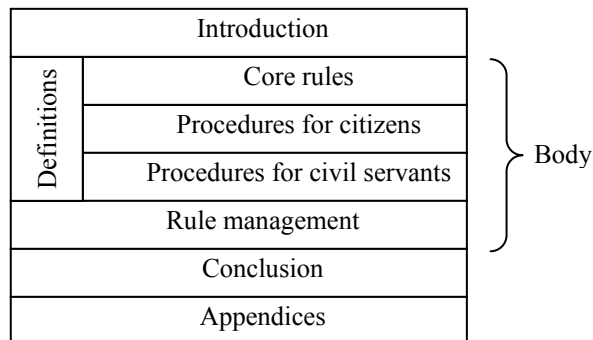 Introduction
Definitions
Core rules
Procedures for citizens
Procedures for civil servants
Rule management
Body
Conclusion
Appendices